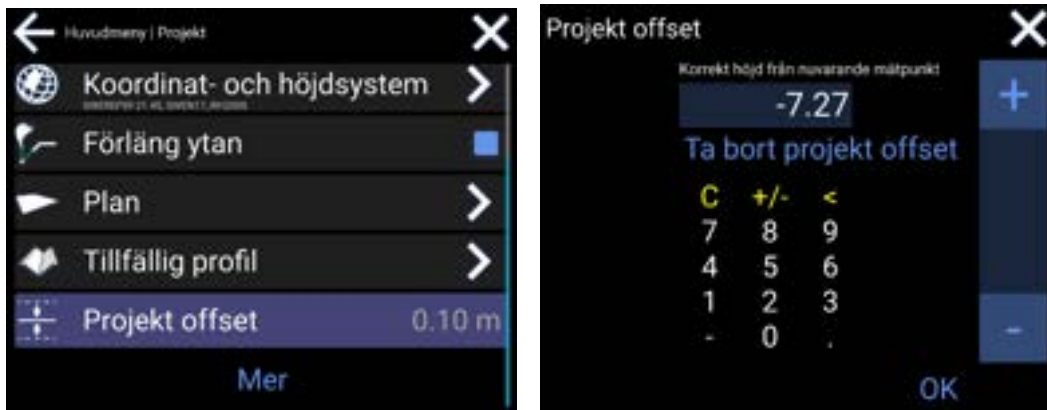 Huvudmeny | Projekt
Koordinat- och höjdsystem
Förläng ytan
Plan
Tillfällig profil
Projekt offset 0.10 m
Mer
Projekt offset
Korrekt höjd från nuvarande mätpunkt
-7.27
Ta bort projekt offset
C +/- <
7 8 9
4 5 6
1 2 3
- 0 .
OK
+
-